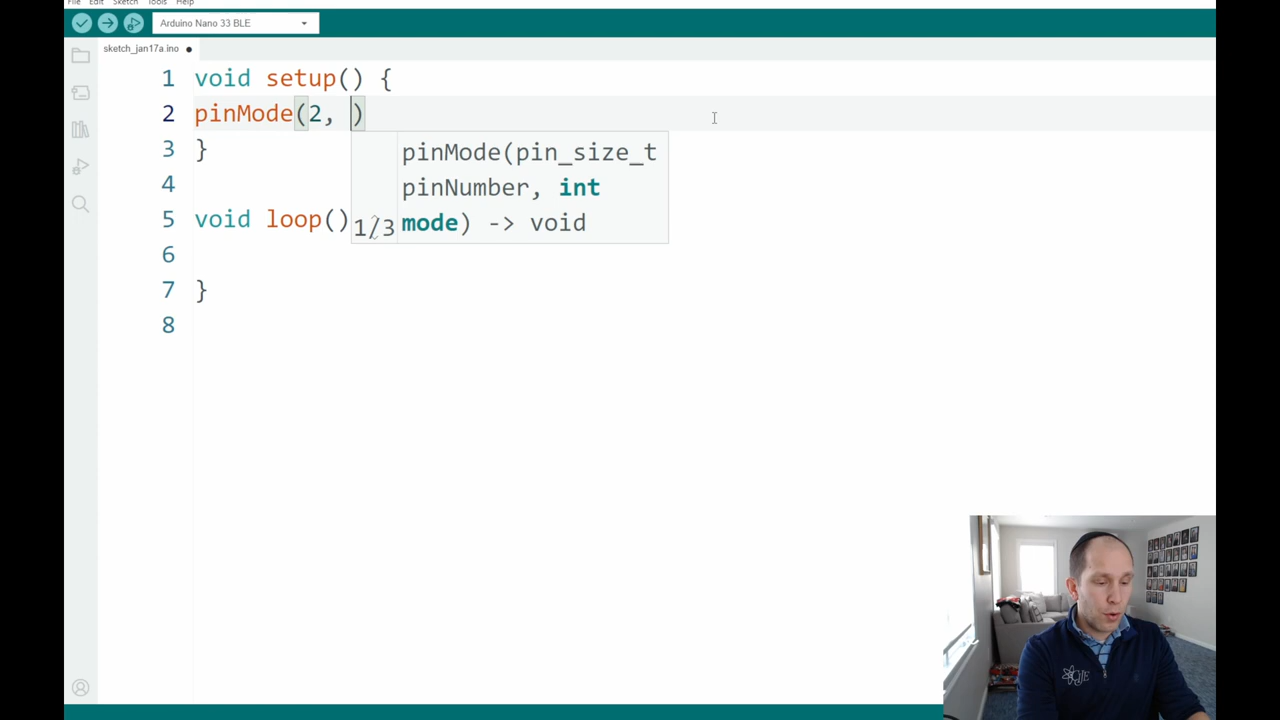 File Edit Sketch Tools Help
Arduino Nano 33 BLE
sketch_jan17a.ino
1 void setup() {
2 pinMode(2, )
3 }
4
5 void loop()
6
7 }
8
pinMode(pin_size_t
pinNumber, int
1/3 mode) -> void
CJE